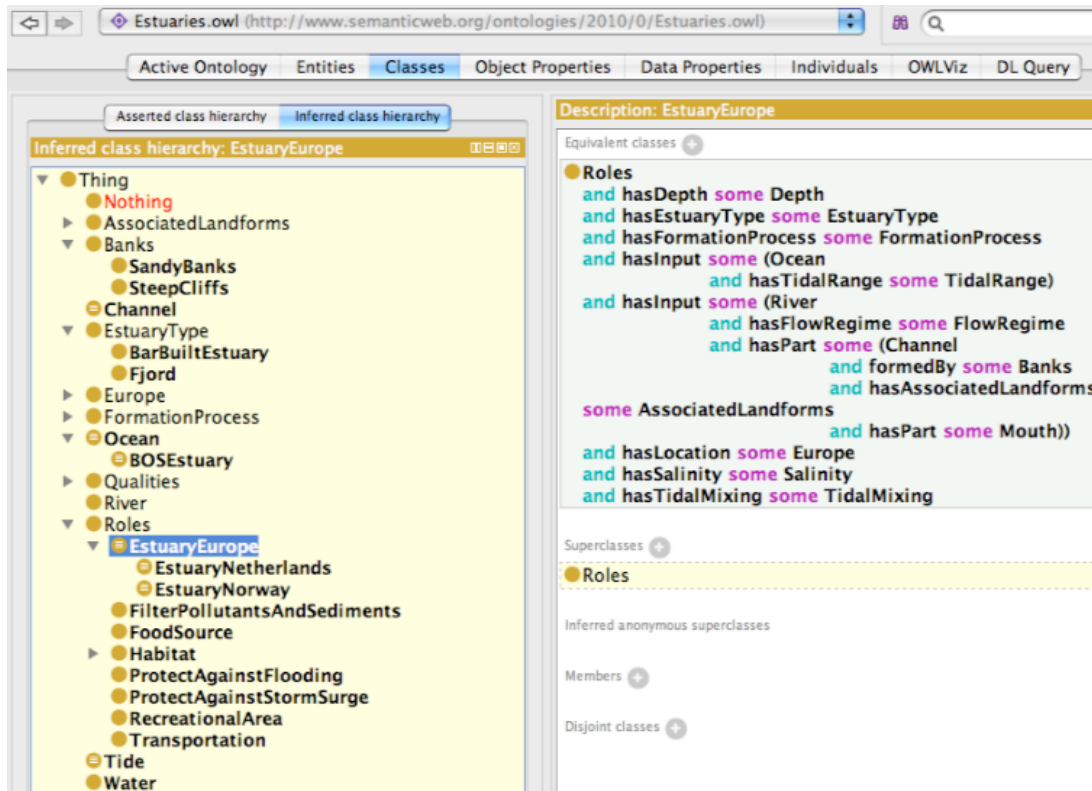 Estuaries.owl (http://www.semanticweb.org/ontologies/2010/0/Estuaries.owl)
Active Ontology Entities Classes Object Properties Data Properties Individuals OWLViz DL Query
Asserted class hierarchy Inferred class hierarchy
Inferred class hierarchy: EstuaryEurope
Thing
Nothing
AssociatedLandforms
Banks
SandyBanks
SteepCliffs
Channel
EstuaryType
BarBuiltEstuary
Fjord
Europe
FormationProcess
Ocean
BOSEstuary
Qualities
River
Roles
EstuaryEurope
EstuaryNetherlands
EstuaryNorway
FilterPollutantsAndSediments
FoodSource
Habitat
ProtectAgainstFlooding
ProtectAgainstStormSurge
RecreationalArea
Transportation
Tide
Water
Description: EstuaryEurope
Equivalent classes
Roles
and hasDepth some Depth
and hasEstuaryType some EstuaryType
and hasFormationProcess some FormationProcess
and hasInput some (Ocean
and hasTidalRange some TidalRange)
and hasInput some (River
and hasFlowRegime some FlowRegime
and hasPart some (Channel
and formedBy some Banks
and hasAssociatedLandforms
some AssociatedLandforms
and hasPart some Mouth))
and hasLocation some Europe
and hasSalinity some Salinity
and hasTidalMixing some TidalMixing
Superclasses
Roles
Inferred anonymous superclasses
Members
Disjoint classes